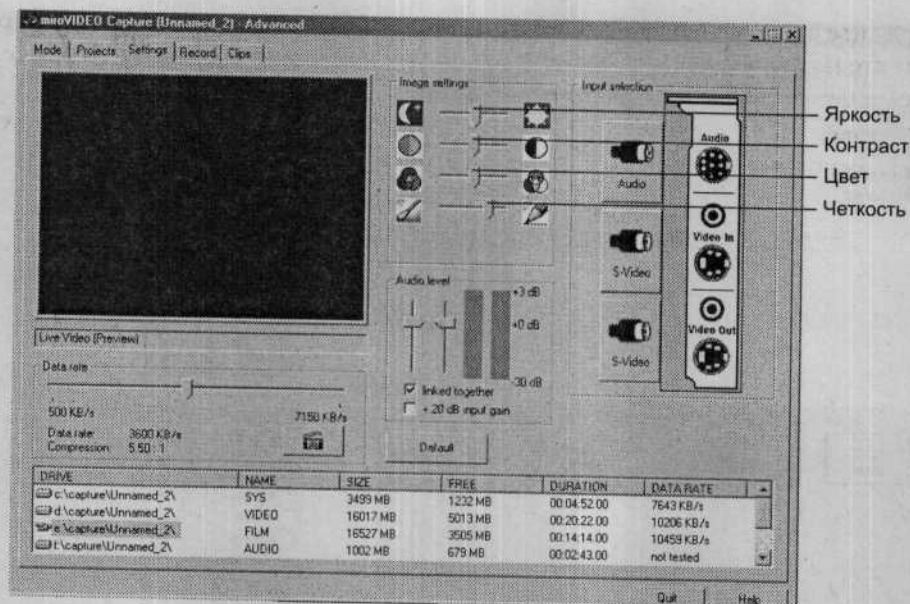 miroVIDEO Capture (Unnamed_2) - Advanced
Mode Projects Settings Record Clips
Image settings
Input selection
Яркость
Контраст
Цвет
Четкость
Audio
S-Video
S-Video
Audio
Video In
Video Out
Audio level
+3 dB
+0 dB
-30 dB
linked together
+ 20 dB input gain
Default
Live Video (Preview)
Data rate
500 KB/s 7150 KB/s
Data rate: 3600 KB/s
Compression: 5.50 : 1
DRIVE NAME SIZE FREE DURATION DATA RATE
c:\capture\Unnamed_2\ SYS 3499 MB 1232 MB 00:04:52.00 7643 KB/s
d:\capture\Unnamed_2\ VIDEO 16017 MB 5013 MB 00:20:22.00 10206 KB/s
e:\capture\Unnamed_2\ FILM 16527 MB 3505 MB 00:14:14.00 10459 KB/s
f:\capture\Unnamed_2\ AUDIO 1002 MB 679 MB 00:02:43.00 not tested
Quit Help